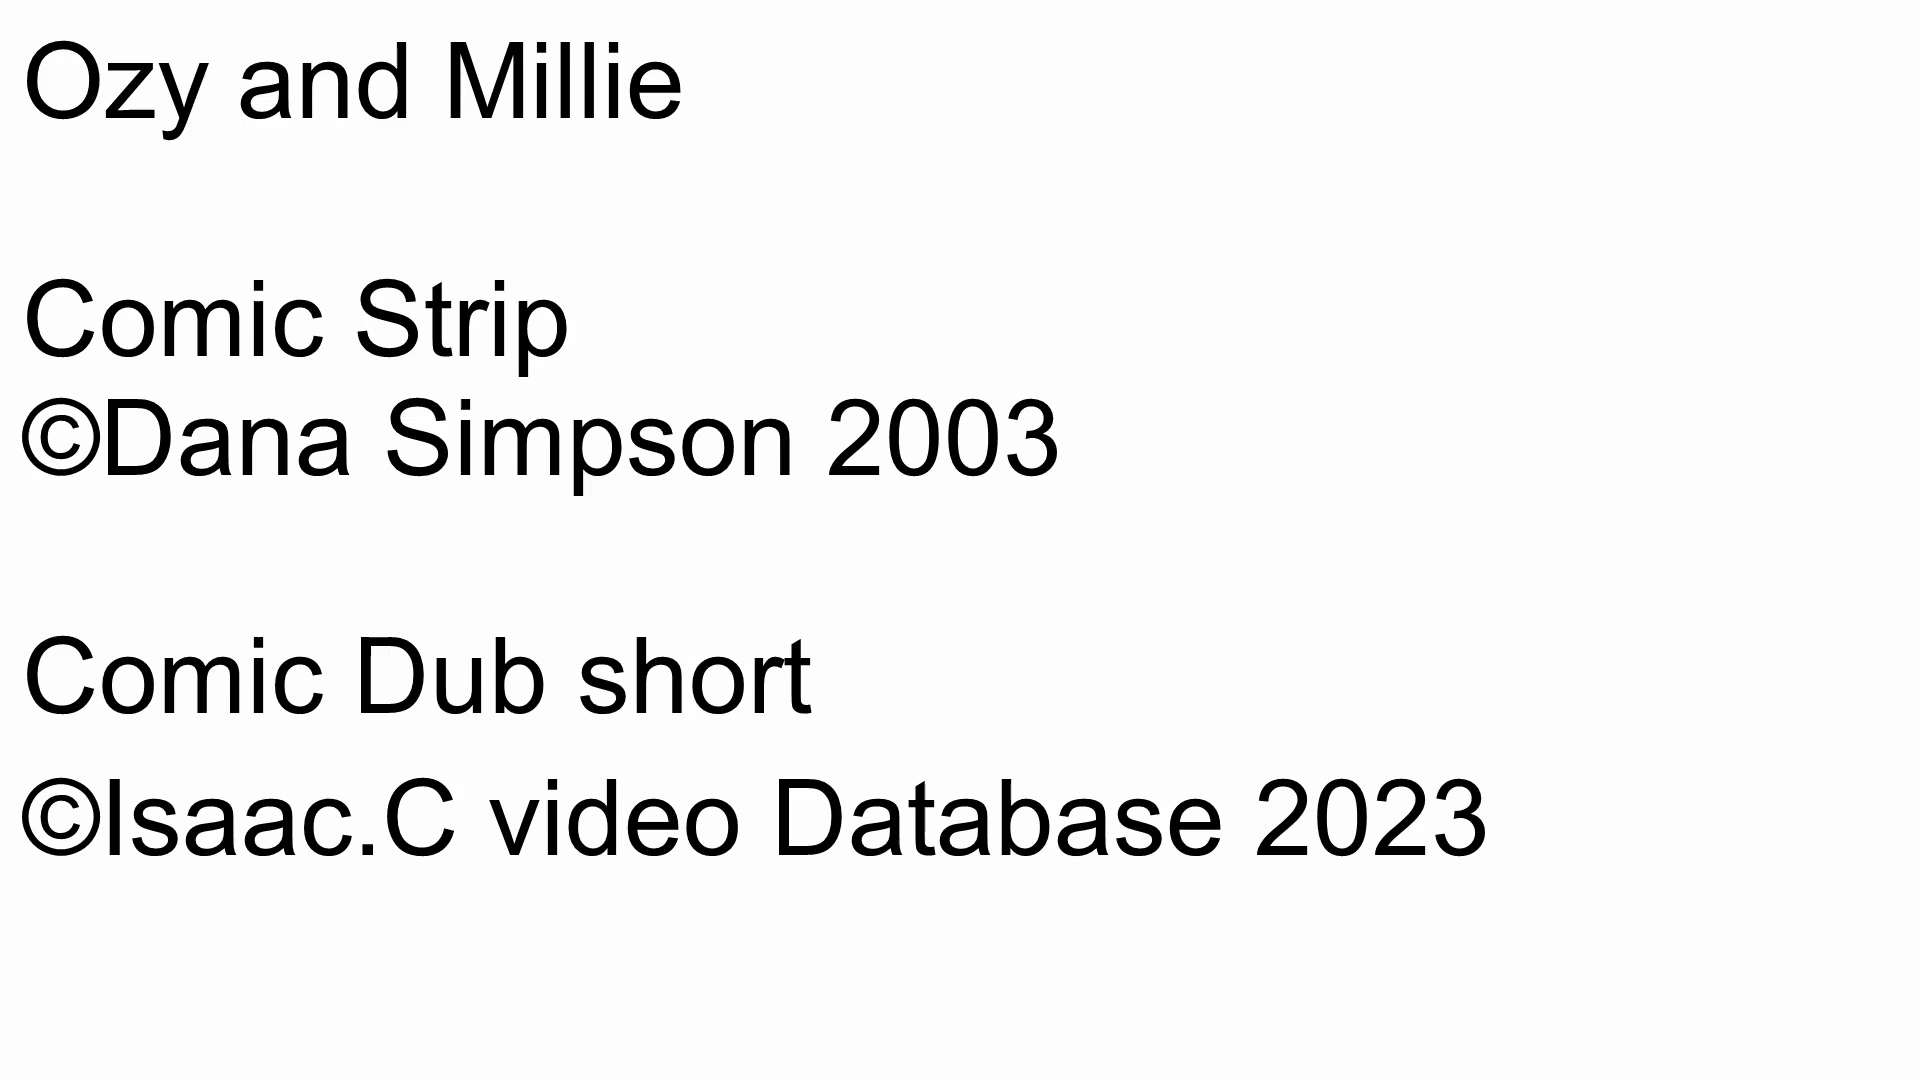 Ozy and Millie
Comic Strip
©Dana Simpson 2003
Comic Dub short
©Isaac.C video Database 2023